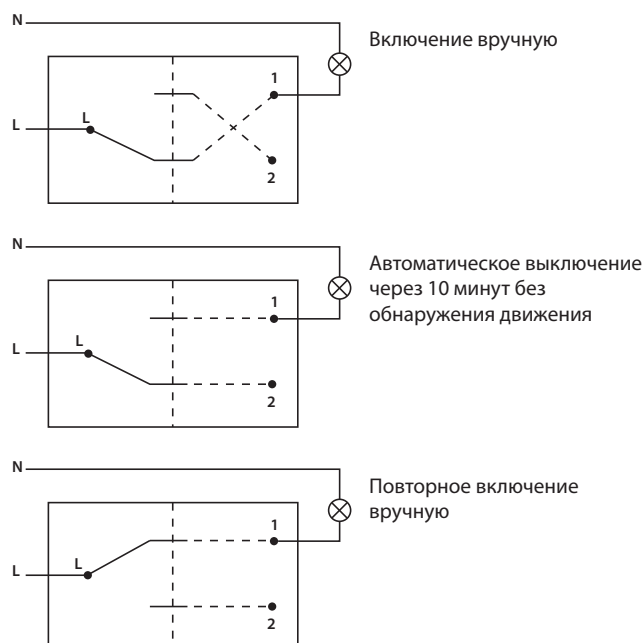 N
Включение вручную
1
L
L
2
N
Автоматическое выключение
через 10 минут без
обнаружения движения
1
L
L
2
N
Повторное включение
вручную
1
L
L
2